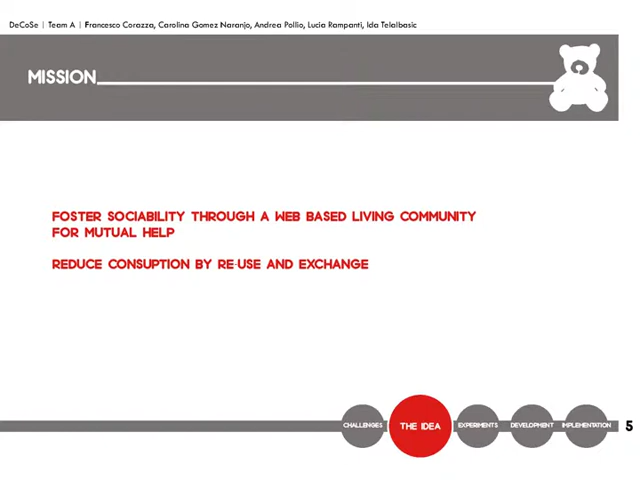 DeCoSe | Team A | Francesco Corazza, Carolina Gomez Naranjo, Andrea Pollio, Lucia Rampanti, Ida Telalbasic
MISSION
FOSTER SOCIABILITY THROUGH A WEB BASED LIVING COMMUNITY
FOR MUTUAL HELP
REDUCE CONSUPTION BY RE-USE AND EXCHANGE
CHALLENGES THE IDEA EXPERIMENTS DEVELOPMENT IMPLEMENTATION 5